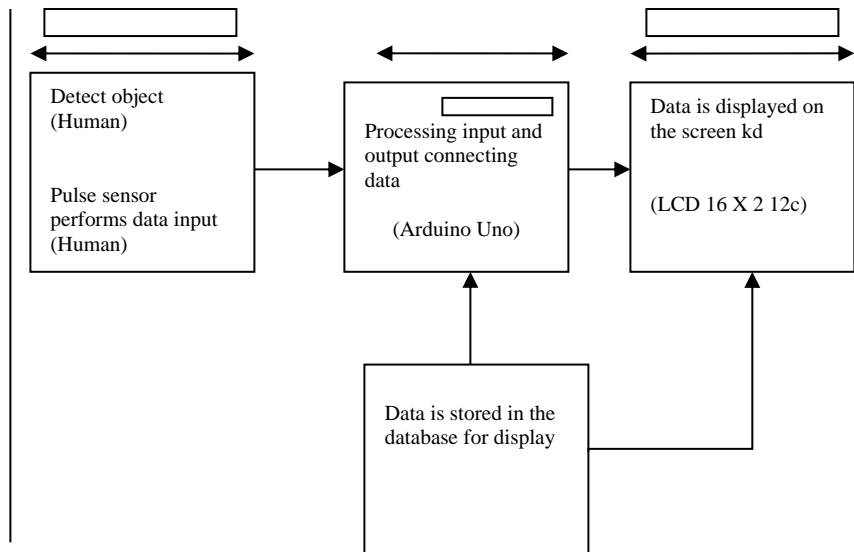 Detect object
(Human)
Pulse sensor
performs data input
(Human)
Processing input and
output connecting
data
(Arduino Uno)
Data is displayed on
the screen kd
(LCD 16 X 2 12c)
Data is stored in the
database for display